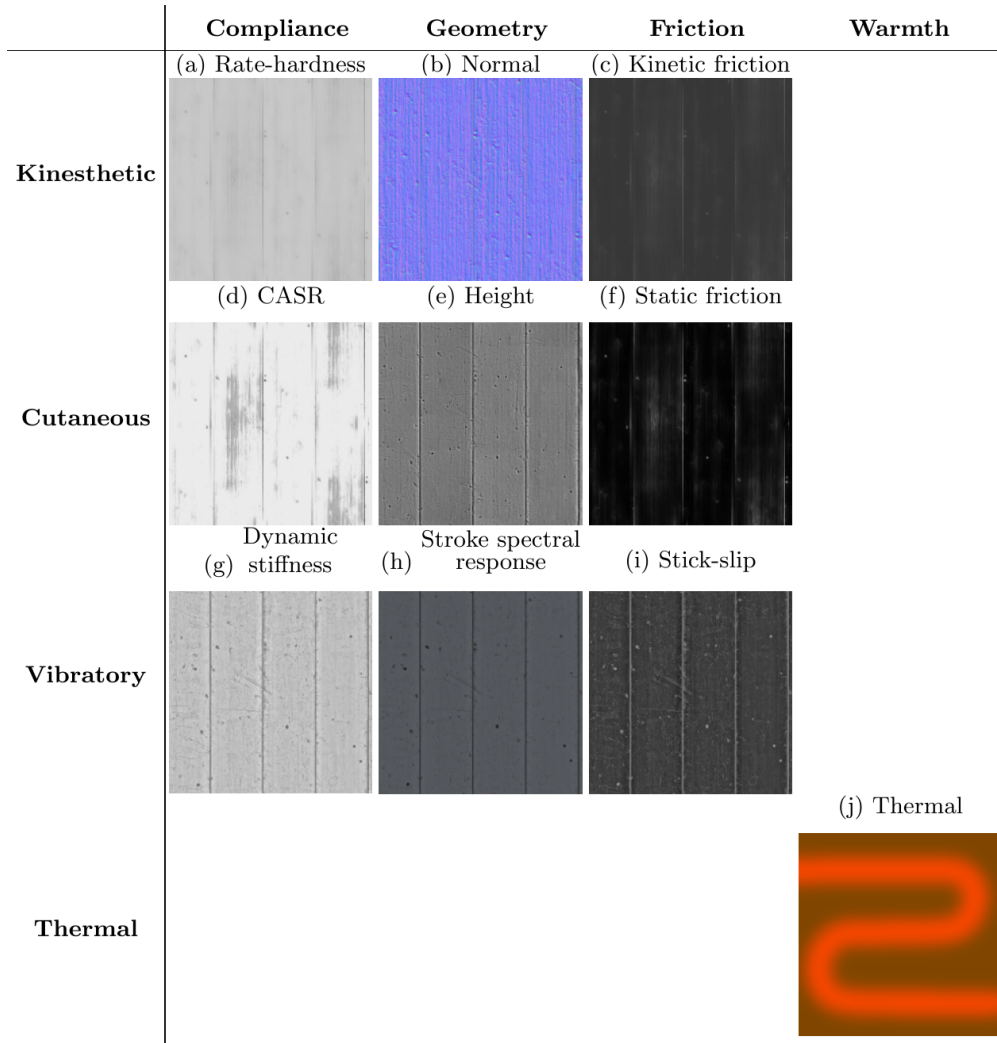 Compliance Geometry Friction Warmth
(a) Rate-hardness (b) Normal (c) Kinetic friction
Kinesthetic
(d) CASR (e) Height (f) Static friction
Cutaneous
(g) Dynamic stiffness (h) Stroke spectral response (i) Stick-slip
Vibratory
(j) Thermal
Thermal